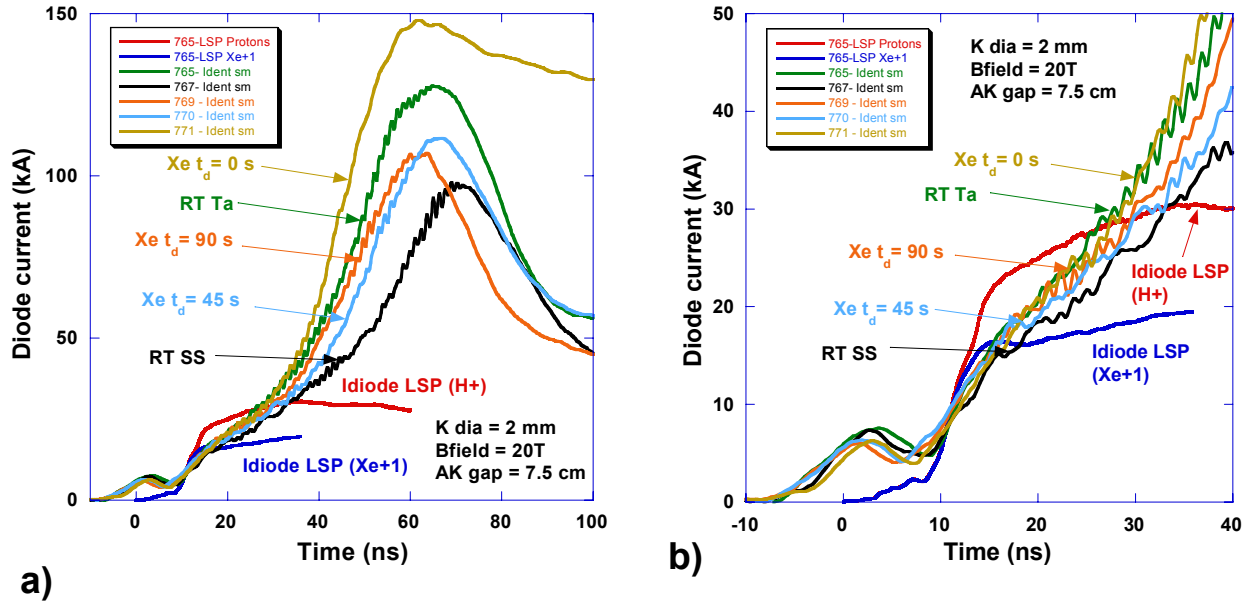 150
100
50
0
Diode current (kA)
765-LSP Protons
765-LSP Xe+1
765- Ident sm
767- Ident sm
769 - Ident sm
770 - Ident sm
771 - Ident sm
Xe t_d = 0 s
RT Ta
Xe t_d = 90 s
Xe t_d = 45 s
RT SS
Idiode LSP (H+)
Idiode LSP (Xe+1)
K dia = 2 mm
Bfield = 20T
AK gap = 7.5 cm
0 20 40 60 80 100
Time (ns)
a)
50
40
30
20
10
0
Diode current (kA)
765-LSP Protons
765-LSP Xe+1
765- Ident sm
767- Ident sm
769 - Ident sm
770 - Ident sm
771 - Ident sm
K dia = 2 mm
Bfield = 20T
AK gap = 7.5 cm
Xe t_d = 0 s
RT Ta
Xe t_d = 90 s
Xe t_d = 45 s
RT SS
Idiode LSP
(H+)
Idiode LSP
(Xe+1)
-10 0 10 20 30 40
Time (ns)
b)